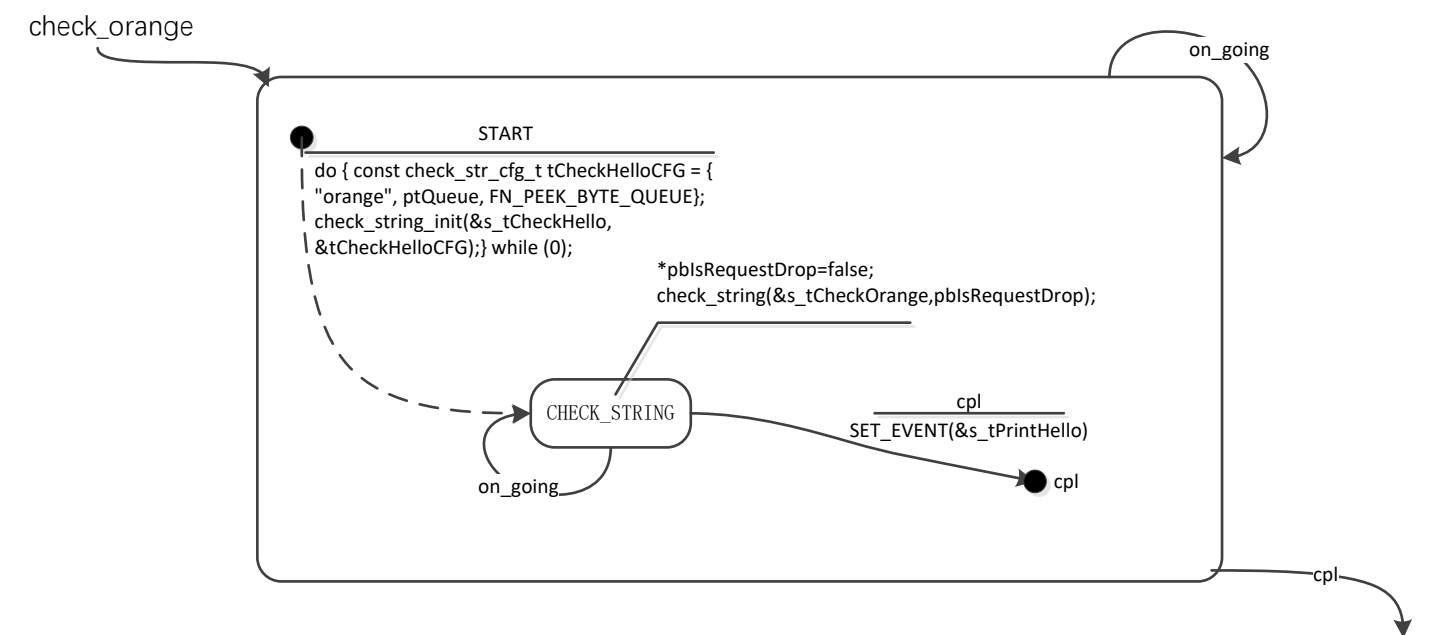 check_orange
on_going
START
do { const check_str_cfg_t tCheckHelloCFG = {
"orange", ptQueue, FN_PEEK_BYTE_QUEUE};
check_string_init(&s_tCheckHello,
&tCheckHelloCFG);} while (0);
*pbIsRequestDrop=false;
check_string(&s_tCheckOrange,pbIsRequestDrop);
CHECK_STRING
cpl
SET_EVENT(&s_tPrintHello)
cpl
on_going
cpl